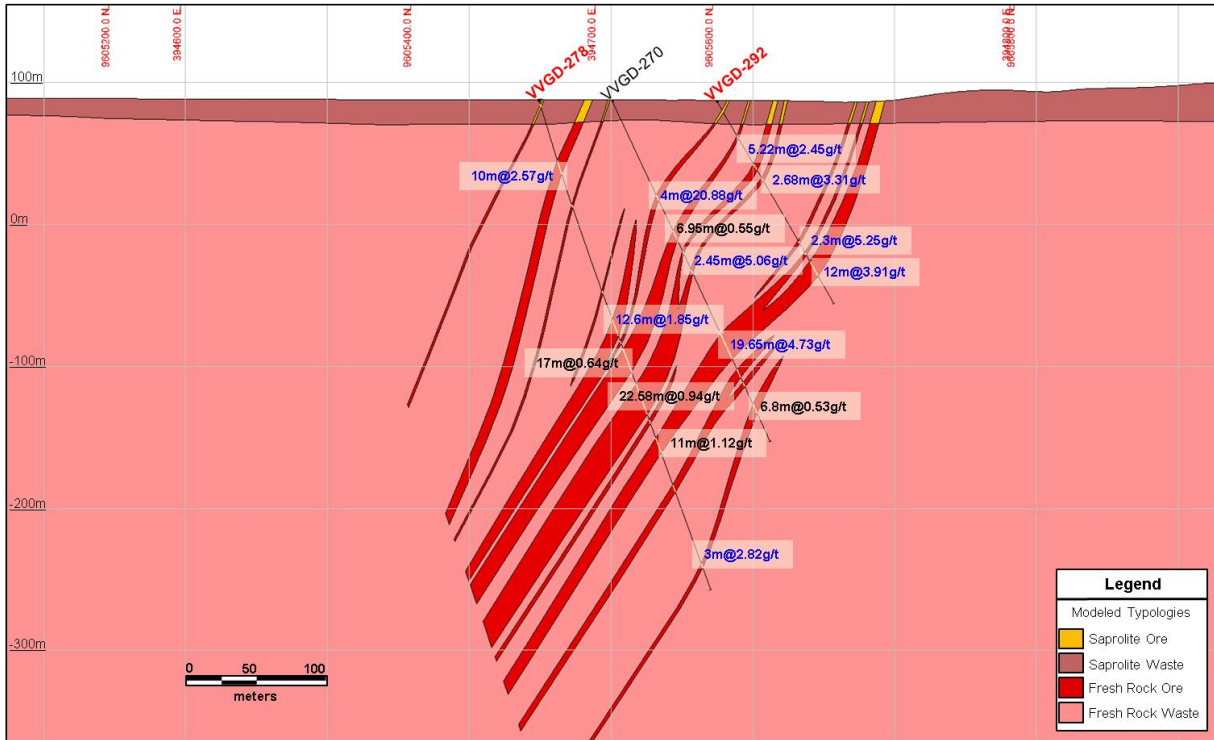 9605200.0 N.
394600.0 E.
9605400.0 N.
394700.0 E.
9605600.0 N.
VVGD-278
VVGD-270
VVGD-292
100m
5.22m@2.45g/t
10m@2.57g/t
2.68m@3.31g/t
4m@20.88g/t
0m
6.95m@0.55g/t
2.3m@5.25g/t
2.45m@5.06g/t
12m@3.91g/t
12.6m@1.85g/t
19.65m@4.73g/t
-100m
17m@0.64g/t
22.58m@0.94g/t
6.8m@0.53g/t
11m@1.12g/t
-200m
3m@2.82g/t
-300m
0 50 100
meters
Legend
Modeled Typologies
Saprolite Ore
Saprolite Waste
Fresh Rock Ore
Fresh Rock Waste